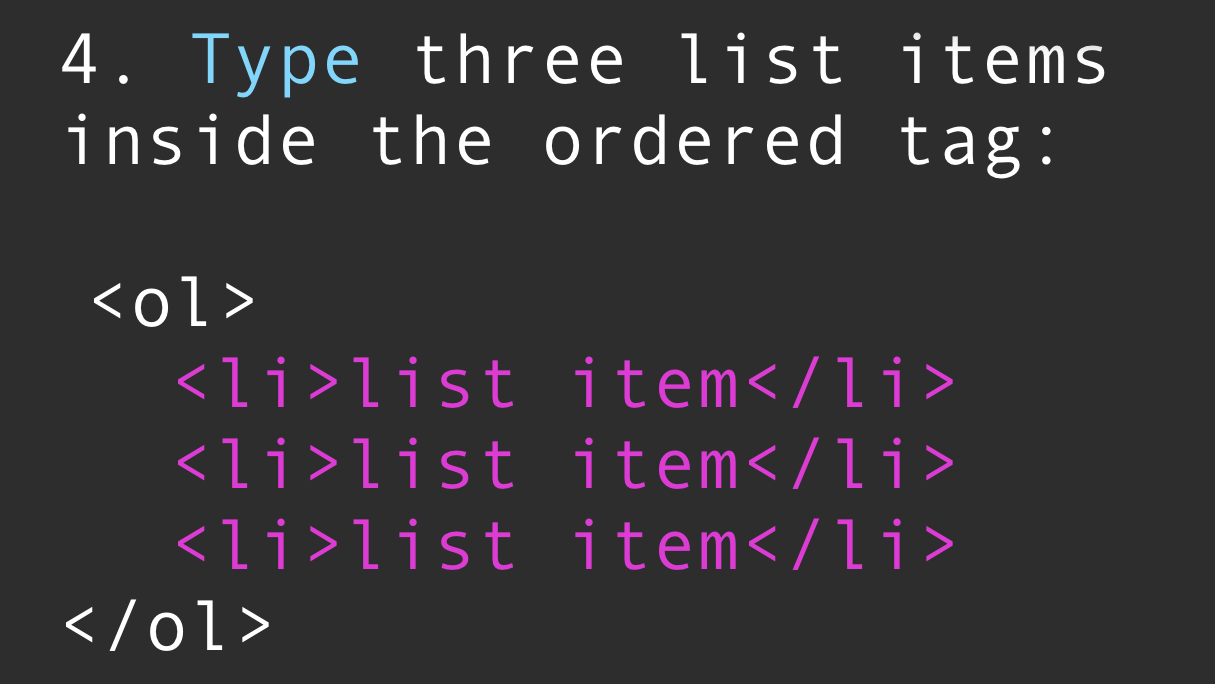 4. Type three list items
inside the ordered tag:
<ol>
<li>list item</li>
<li>list item</li>
<li>list item</li>
</ol>